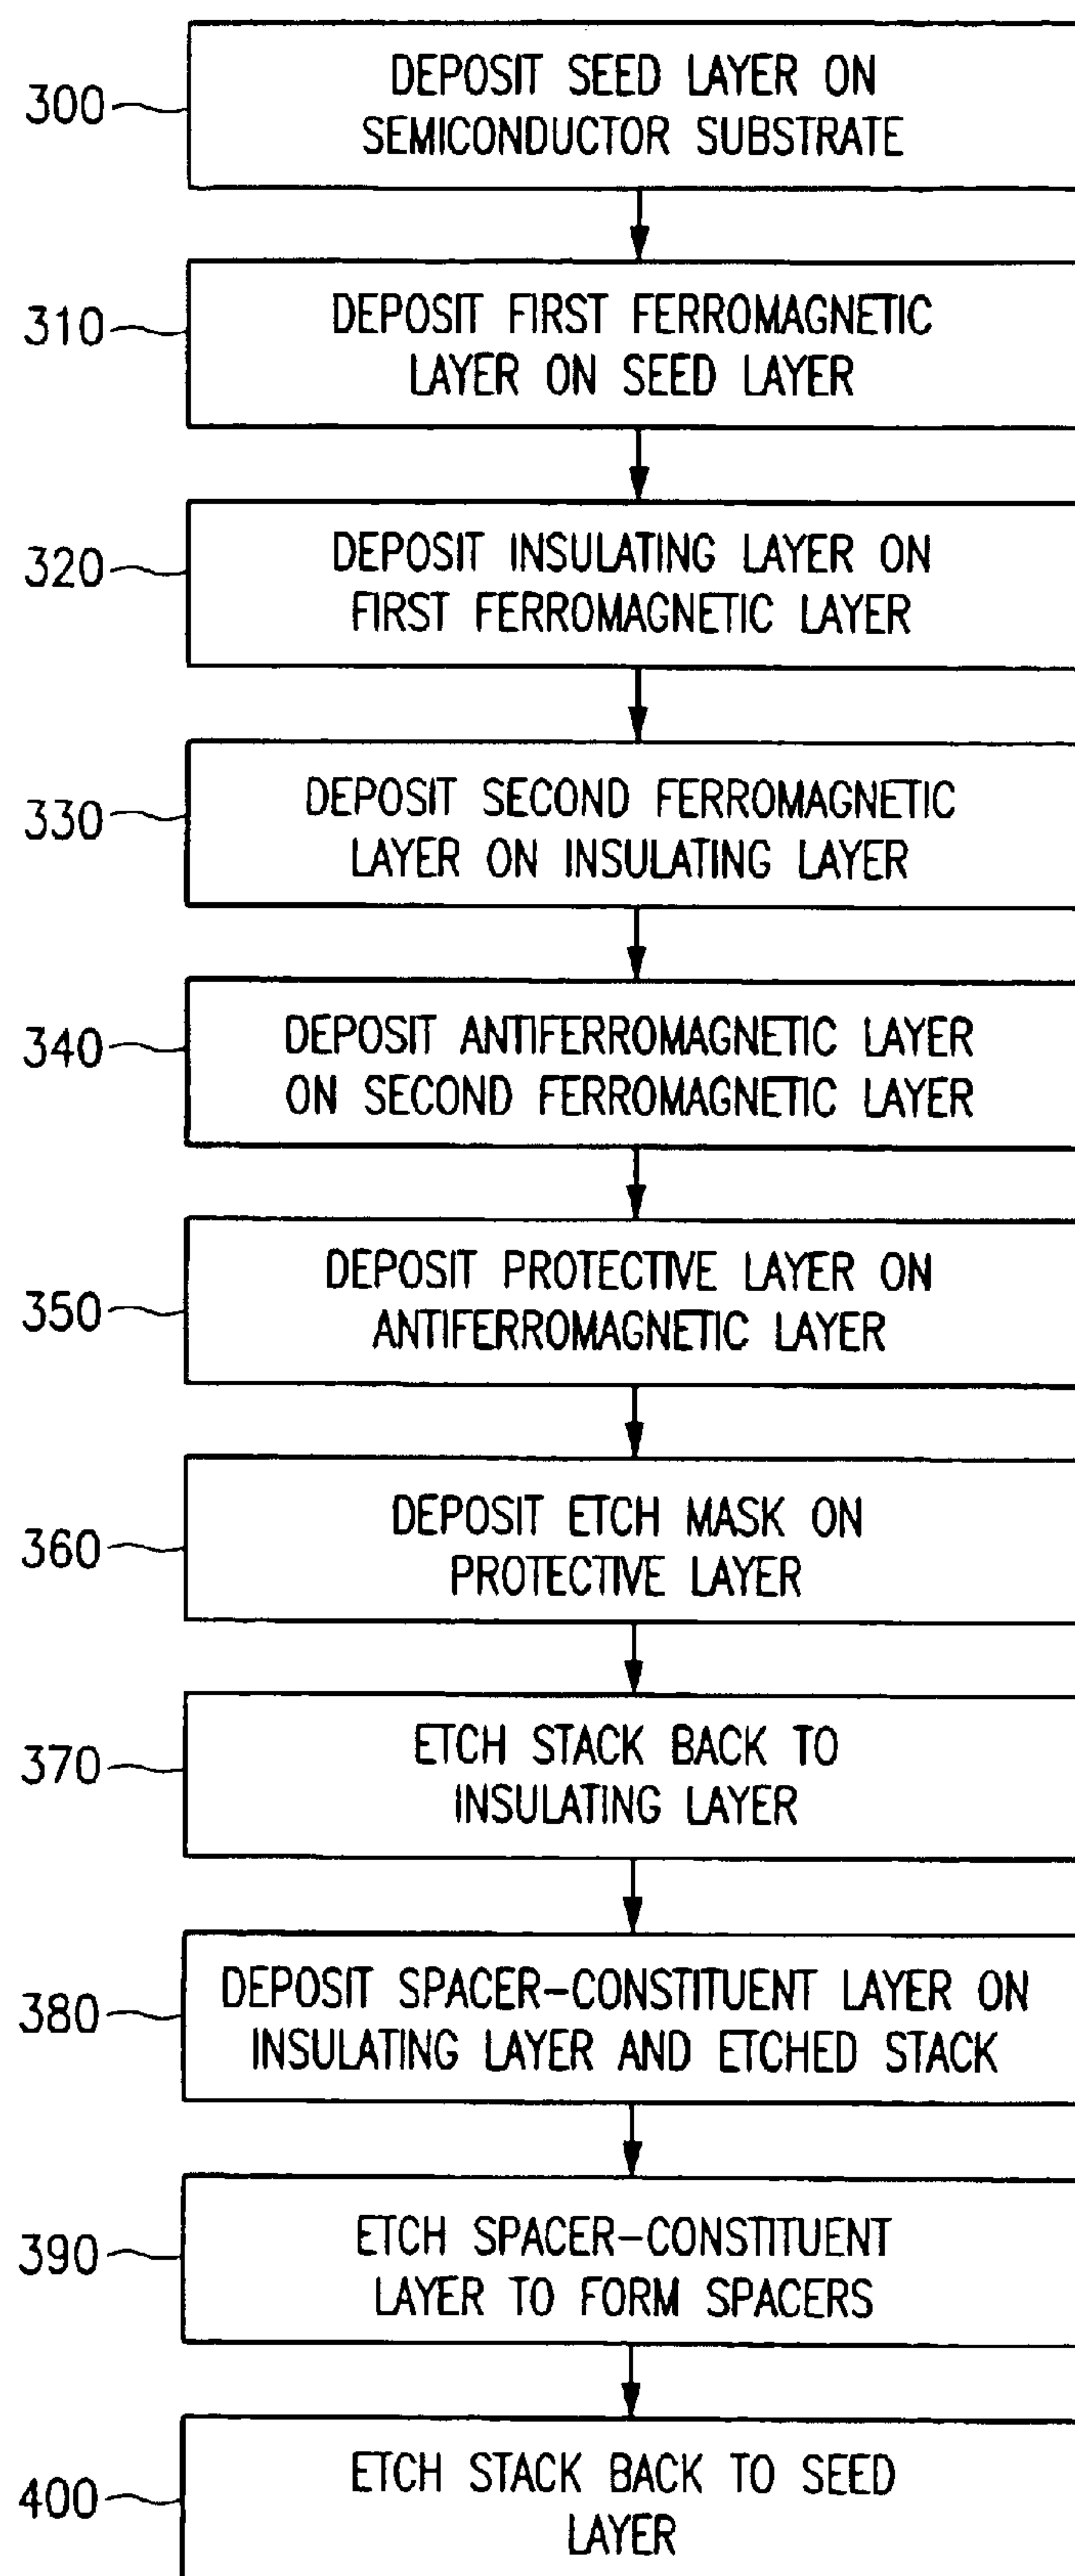 300
DEPOSIT SEED LAYER ON
SEMICONDUCTOR SUBSTRATE
310
DEPOSIT FIRST FERROMAGNETIC
LAYER ON SEED LAYER
320
DEPOSIT INSULATING LAYER ON
FIRST FERROMAGNETIC LAYER
330
DEPOSIT SECOND FERROMAGNETIC
LAYER ON INSULATING LAYER
340
DEPOSIT ANTIFERROMAGNETIC LAYER
ON SECOND FERROMAGNETIC LAYER
350
DEPOSIT PROTECTIVE LAYER ON
ANTIFERROMAGNETIC LAYER
360
DEPOSIT ETCH MASK ON
PROTECTIVE LAYER
370
ETCH STACK BACK TO
INSULATING LAYER
380
DEPOSIT SPACER-CONSTITUENT LAYER ON
INSULATING LAYER AND ETCHED STACK
390
ETCH SPACER-CONSTITUENT
LAYER TO FORM SPACERS
400
ETCH STACK BACK TO SEED
LAYER